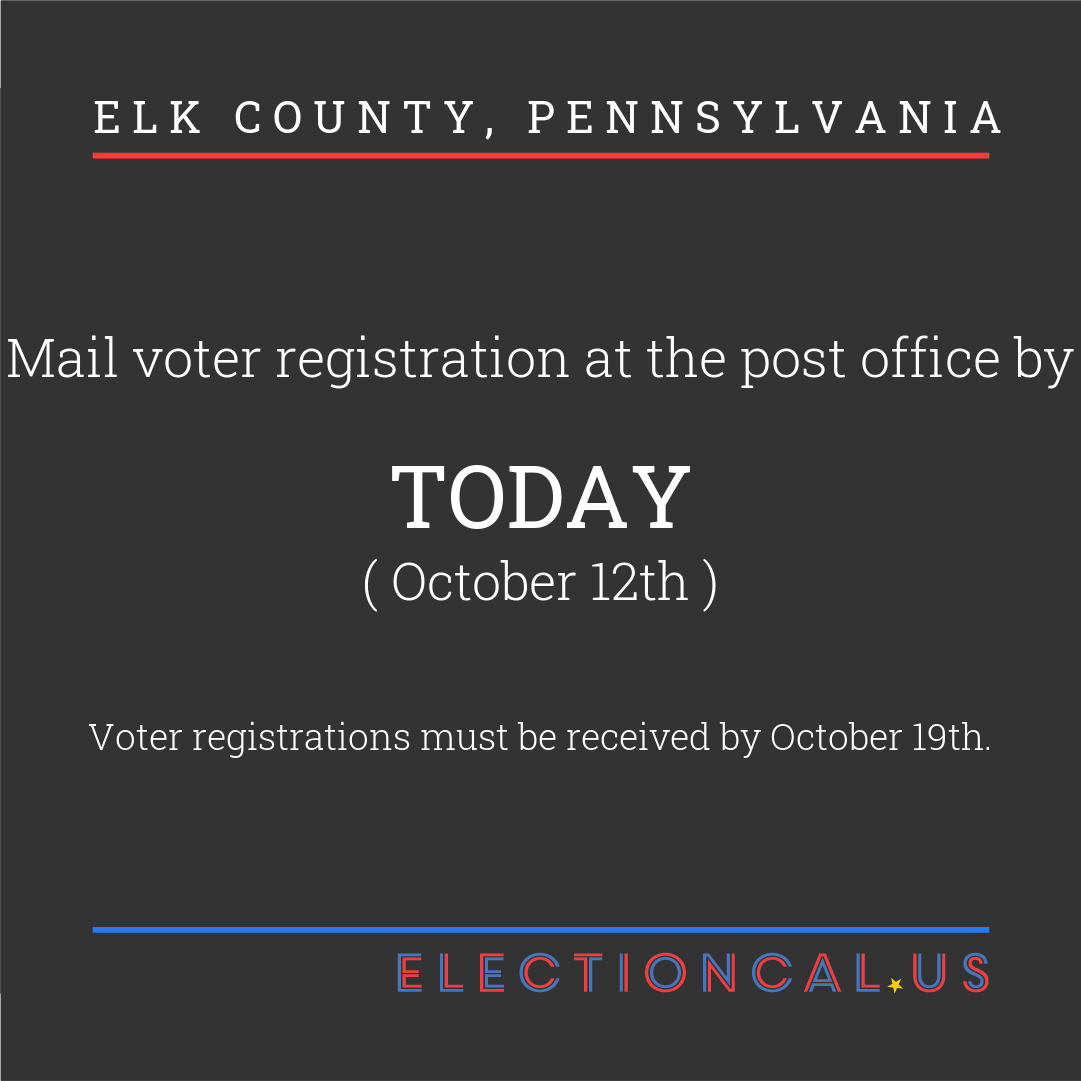 ELK COUNTY, PENNSYLVANIA
Mail voter registration at the post office by
TODAY
( October 12th )
Voter registrations must be received by October 19th.
ELECTIONCAL.US